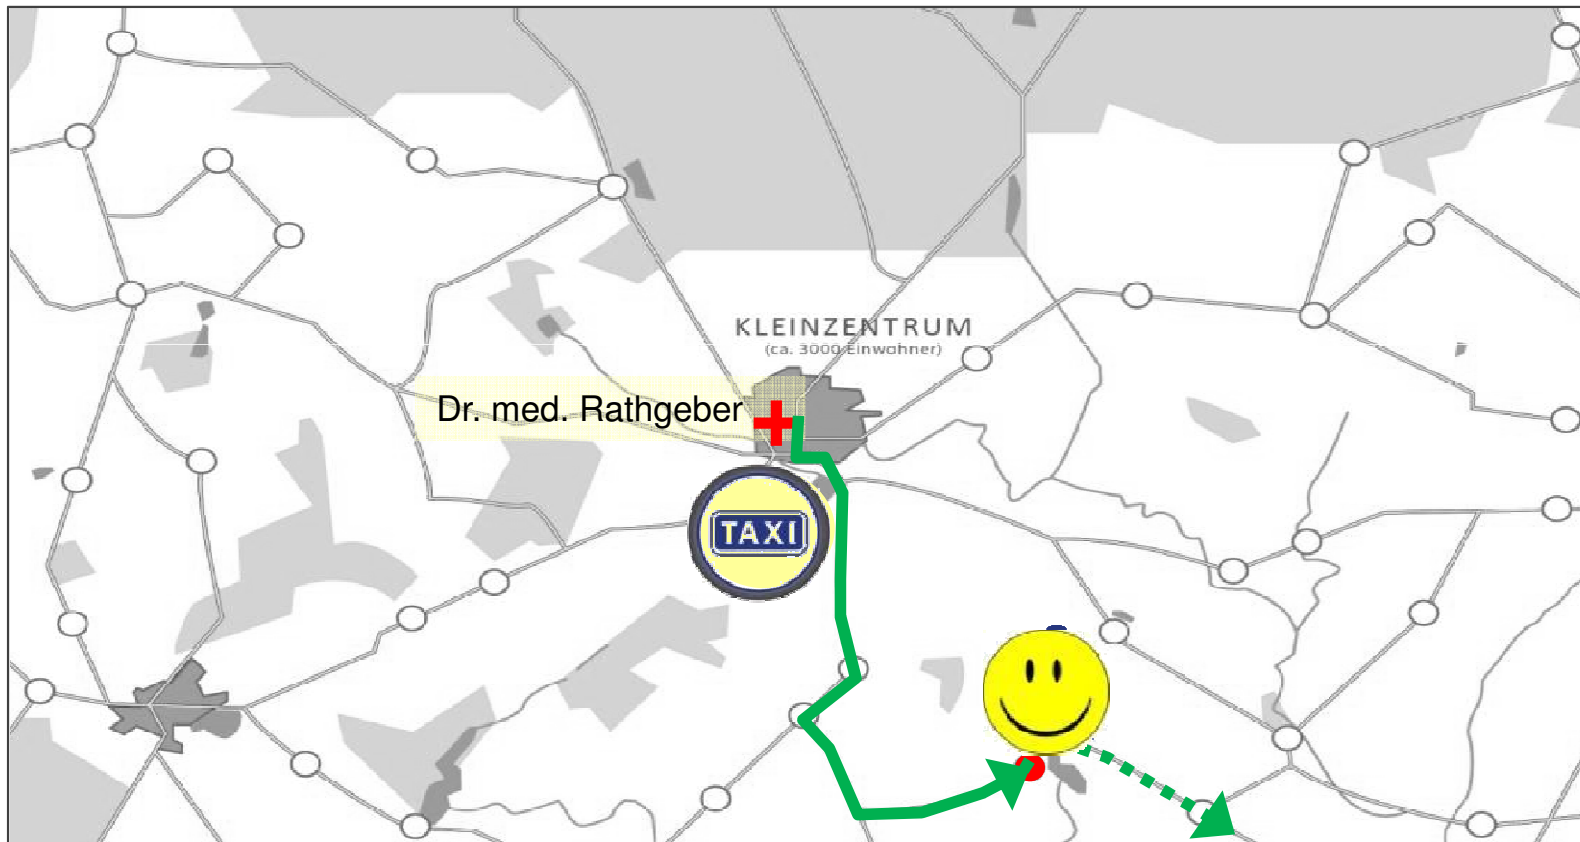 KLEINZENTRUM
(ca. 3000 Einwohner)
Dr. med. Rathgeber
TAXI